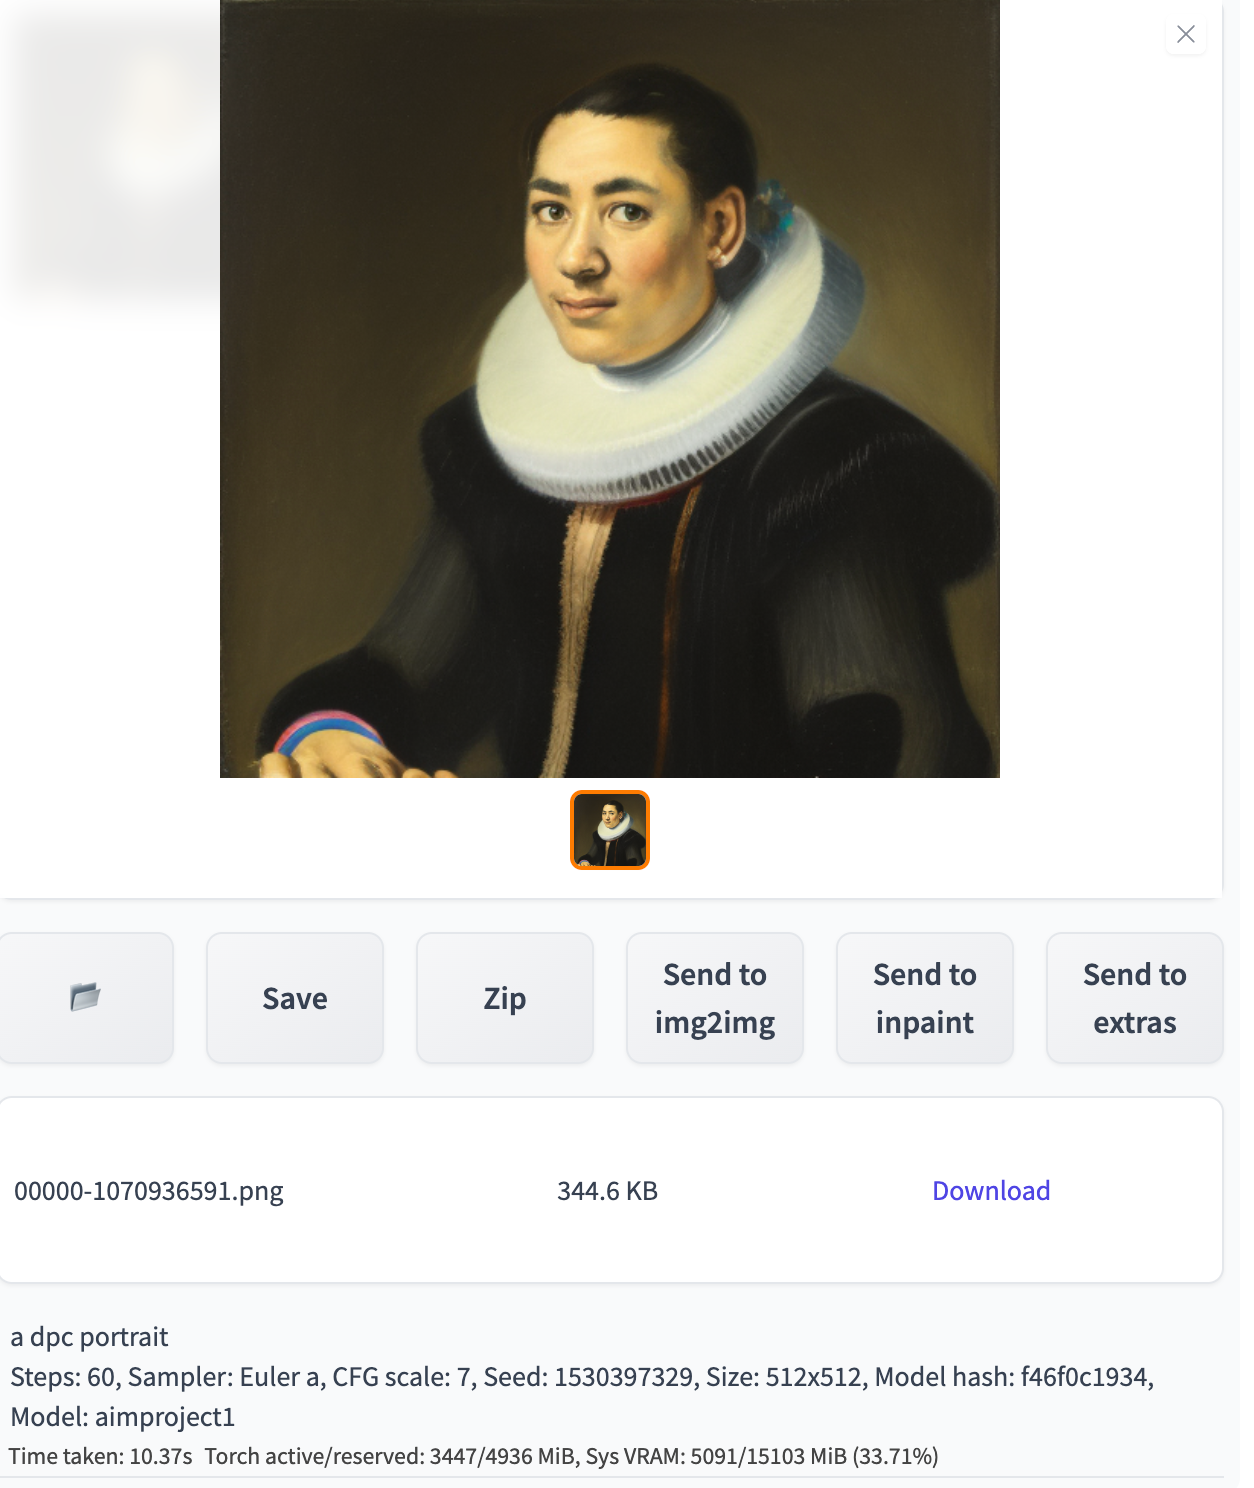 Save
Zip
Send to
img2img
Send to
inpaint
Send to
extras
00000-1070936591.png 344.6 KB Download
a dpc portrait
Steps: 60, Sampler: Euler a, CFG scale: 7, Seed: 1530397329, Size: 512x512, Model hash: f46f0c1934,
Model: aimproject1
Time taken: 10.37s Torch active/reserved: 3447/4936 MiB, Sys VRAM: 5091/15103 MiB (33.71%)